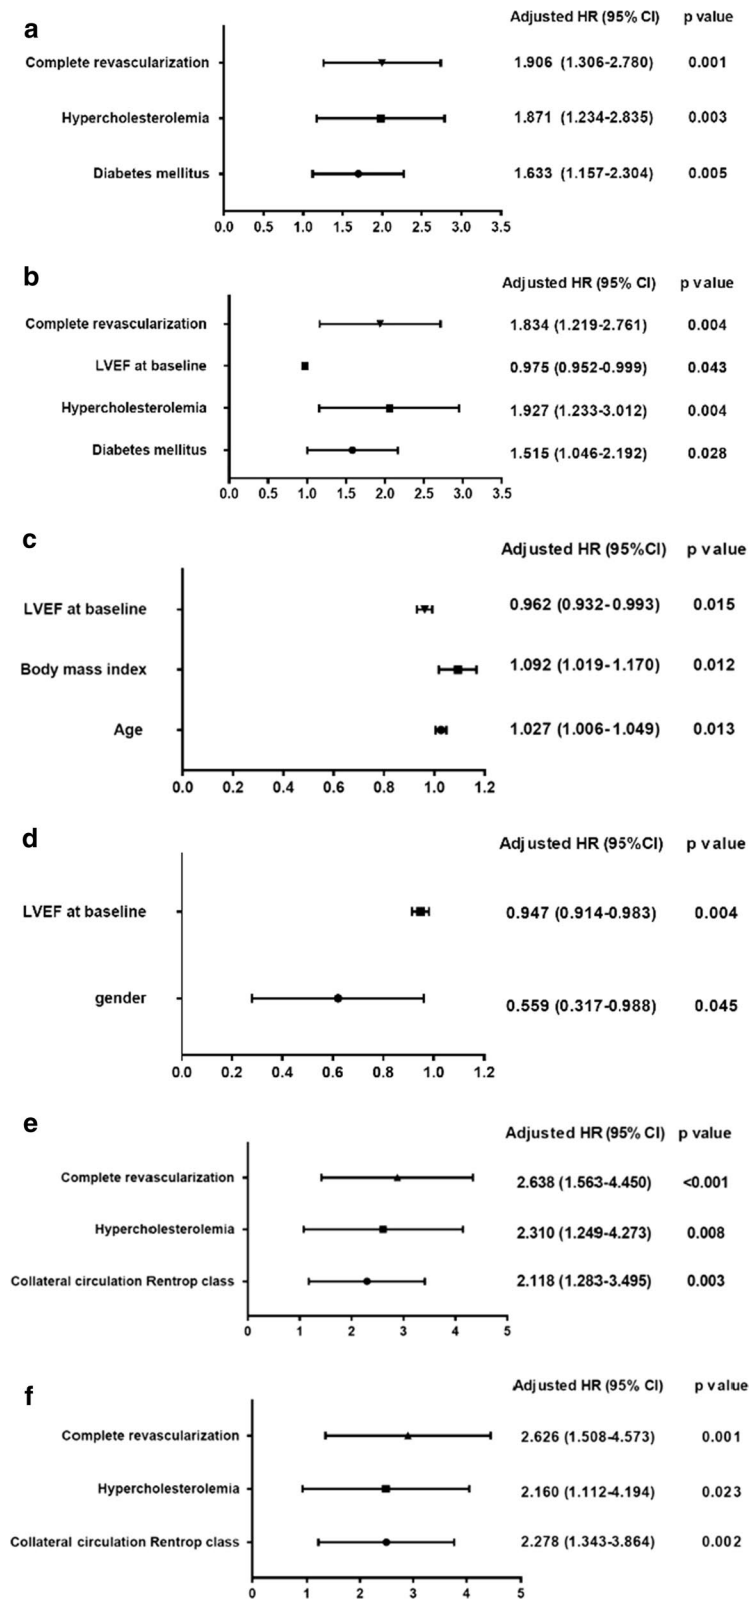 a
Adjusted HR (95% CI) p value
Complete revascularization 1.906 (1.306-2.780) 0.001
Hypercholesterolemia 1.871 (1.234-2.835) 0.003
Diabetes mellitus 1.633 (1.157-2.304) 0.005
0.0 0.5 1.0 1.5 2.0 2.5 3.0 3.5
b
Adjusted HR (95% CI) p value
Complete revascularization 1.834 (1.219-2.761) 0.004
LVEF at baseline 0.975 (0.952-0.999) 0.043
Hypercholesterolemia 1.927 (1.233-3.012) 0.004
Diabetes mellitus 1.515 (1.046-2.192) 0.028
0.0 0.5 1.0 1.5 2.0 2.5 3.0 3.5
c
Adjusted HR (95%CI) p value
LVEF at baseline 0.962 (0.932-0.993) 0.015
Body mass index 1.092 (1.019-1.170) 0.012
Age 1.027 (1.006-1.049) 0.013
0.0 0.2 0.4 0.6 0.8 1.0 1.2
d
Adjusted HR (95%CI) p value
LVEF at baseline 0.947 (0.914-0.983) 0.004
gender 0.559 (0.317-0.988) 0.045
0.0 0.2 0.4 0.6 0.8 1.0 1.2
e
Adjusted HR (95% CI) p value
Complete revascularization 2.638 (1.563-4.450) <0.001
Hypercholesterolemia 2.310 (1.249-4.273) 0.008
Collateral circulation Rentrop class 2.118 (1.283-3.495) 0.003
0 1 2 3 4 5
f
Adjusted HR (95% CI) p value
Complete revascularization 2.626 (1.508-4.573) 0.001
Hypercholesterolemia 2.160 (1.112-4.194) 0.023
Collateral circulation Rentrop class 2.278 (1.343-3.864) 0.002
0 1 2 3 4 5